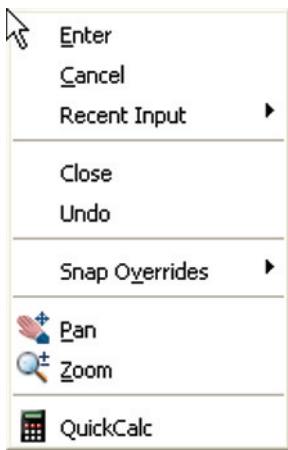 Enter
Cancel
Recent Input
Close
Undo
Snap Overrides
Pan
Zoom
QuickCalc